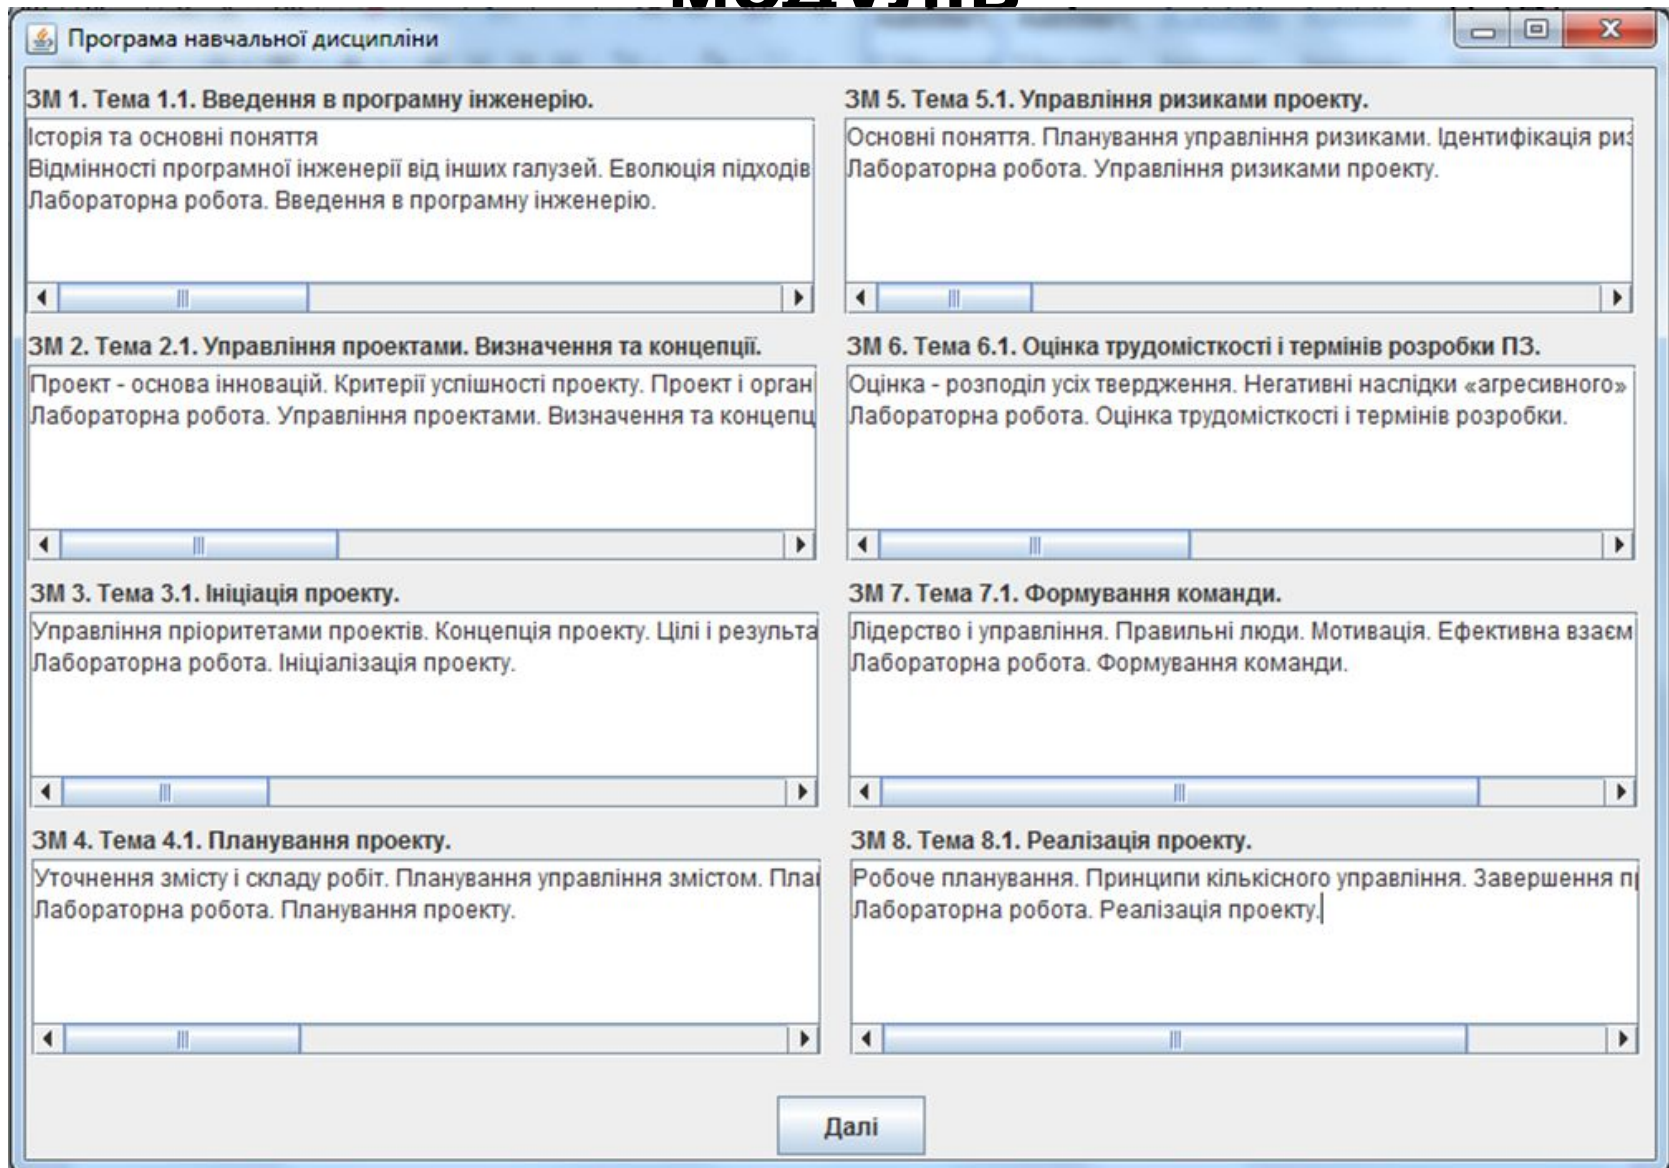 Програма навчальної дисципліни
ЗМ 1. Тема 1.1. Введення в програмну інженерію.
Історія та основні поняття
Відмінності програмної інженерії від інших галузей. Еволюція підходів
Лабораторна робота. Введення в програмну інженерію.
ЗМ 2. Тема 2.1. Управління проектами. Визначення та концепції.
Проект - основа інновацій. Критерії успішності проекту. Проект і орган
Лабораторна робота. Управління проектами. Визначення та концепц
ЗМ 3. Тема 3.1. Ініціація проекту.
Управління пріоритетами проектів. Концепція проекту. Цілі і результа
Лабораторна робота. Ініціалізація проекту.
ЗМ 4. Тема 4.1. Планування проекту.
Уточнення змісту і складу робіт. Планування управління змістом.
Лабораторна робота. Планування проекту.
ЗМ 5. Тема 5.1. Управління ризиками проекту.
Основні поняття. Планування управління ризиками. Ідентифікація риз
Лабораторна робота. Управління ризиками проекту.
ЗМ 6. Тема 6.1. Оцінка трудомісткості і термінів розробки ПЗ.
Оцінка - розподіл усіх твердження. Негативні наслідки «агресивного»
Лабораторна робота. Оцінка трудомісткості і термінів розробки.
ЗМ 7. Тема 7.1. Формування команди.
Лідерство і управління. Правильні люди. Мотивація. Ефективна взаєм
Лабораторна робота. Формування команди.
ЗМ 8. Тема 8.1. Реалізація проекту.
Робоче планування. Принципи кількісного управління. Завершення
Лабораторна робота. Реалізація проекту.
Далі